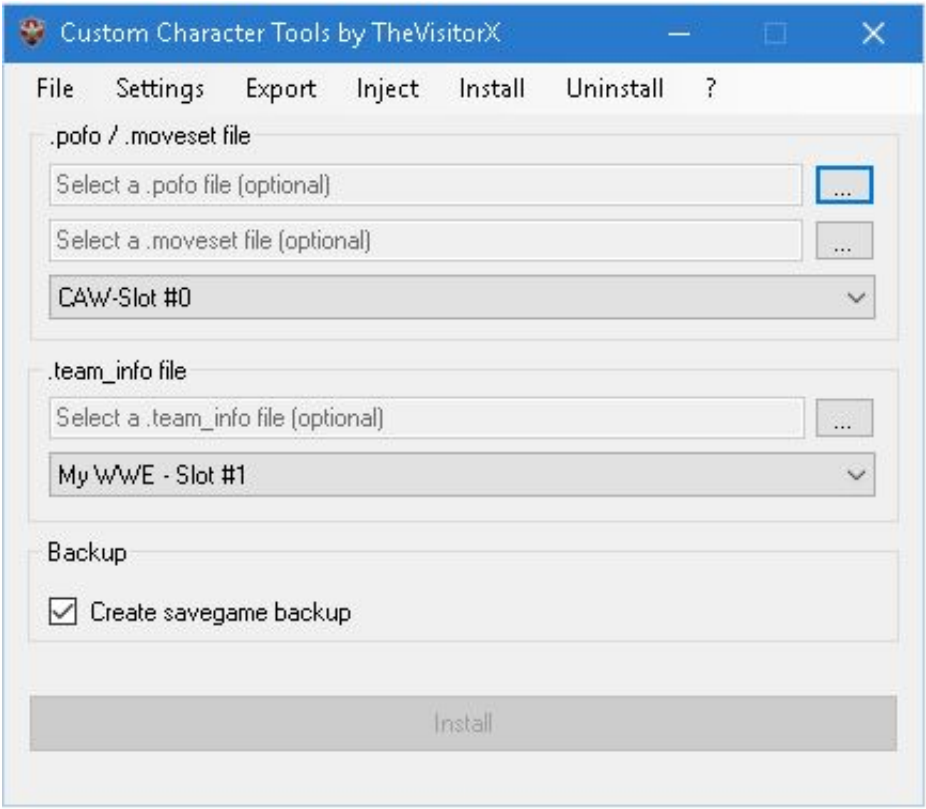 Custom Character Tools by TheVisitorX
File Settings Export Inject Install Uninstall ?
.pofo / .moveset file
Select a .pofo file (optional) ...
Select a .moveset file (optional) ...
CAW-Slot #0
.team_info file
Select a .team_info file (optional) ...
My WWE - Slot #1
Backup
Create savegame backup
Install